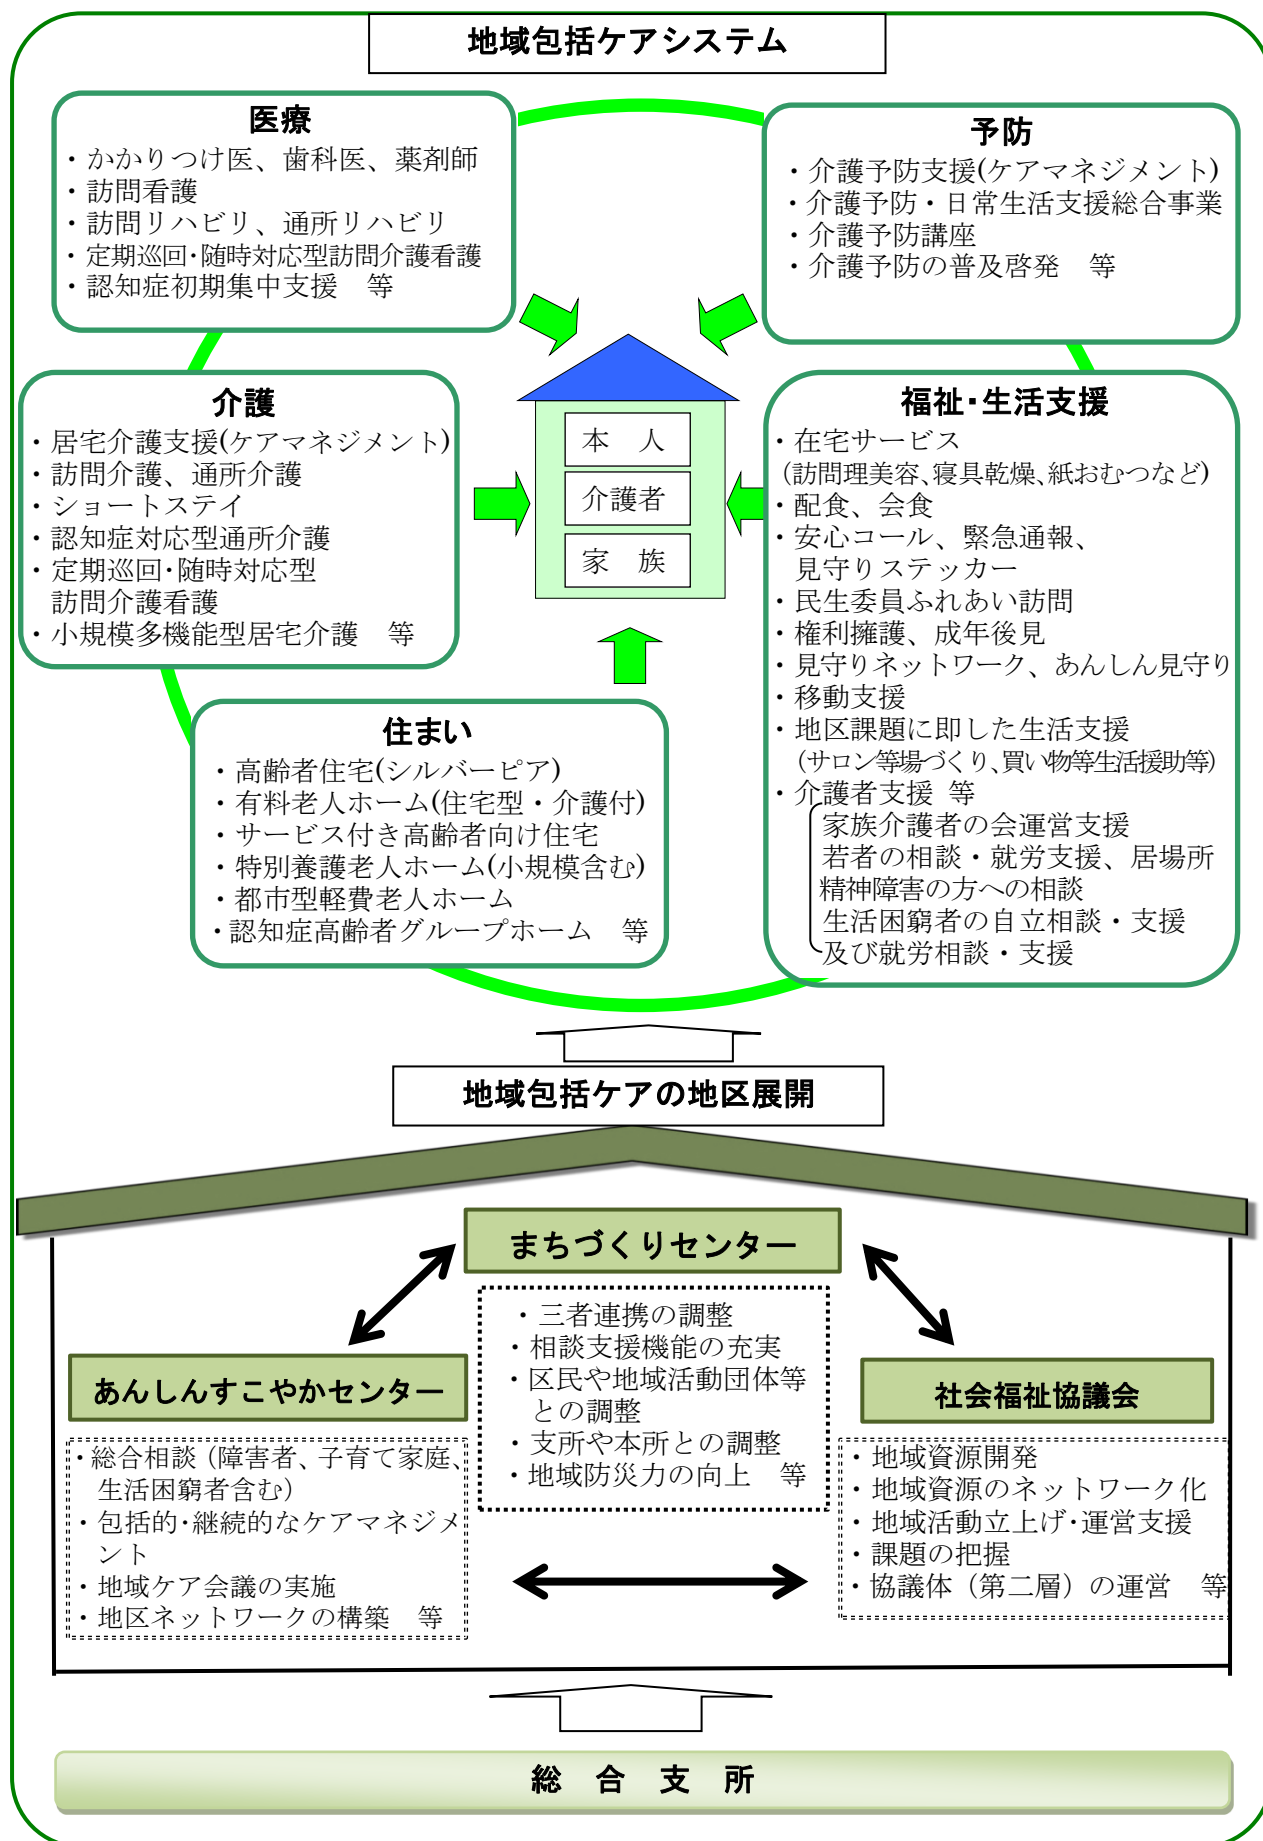 地域包括ケアシステム
医療
・かかりつけ医、歯科医、薬剤師
・訪問看護
・訪問リハビリ、通所リハビリ
・定期巡回・随時対応型訪問介護看護
・認知症初期集中支援　等
予防
・介護予防支援(ケアマネジメント)
・介護予防・日常生活支援総合事業
・介護予防講座
・介護予防の普及啓発　等
介護
・居宅介護支援(ケアマネジメント)
・訪問介護、通所介護
・ショートステイ
・認知症対応型通所介護
・定期巡回・随時対応型
訪問介護看護
・小規模多機能型居宅介護　等
本　人
介護者
家　族
福祉・生活支援
・在宅サービス
(訪問理美容、寝具乾燥、紙おむつなど)
・配食、会食
・安心コール、緊急通報、
見守りステッカー
・民生委員ふれあい訪問
・権利擁護、成年後見
・見守りネットワーク、あんしん見守り
・移動支援
・地区課題に即した生活支援
(サロン等場づくり、買い物等生活援助等)
・介護者支援 等
家族介護者の会運営支援
若者の相談・就労支援、居場所
精神障害の方への相談
生活困窮者の自立相談・支援
及び就労相談・支援
住まい
・高齢者住宅(シルバーピア)
・有料老人ホーム(住宅型・介護付)
・サービス付き高齢者向け住宅
・特別養護老人ホーム(小規模含む)
・都市型軽費老人ホーム
・認知症高齢者グループホーム　等
地域包括ケアの地区展開
まちづくりセンター
・三者連携の調整
・相談支援機能の充実
・区民や地域活動団体等
との調整
・支所や本所との調整
・地域防災力の向上　等
あんしんすこやかセンター
・総合相談（障害者、子育て家庭、
生活困窮者含む）
・包括的・継続的なケアマネジメ
ント
・地域ケア会議の実施
・地区ネットワークの構築　等
社会福祉協議会
・地域資源開発
・地域資源のネットワーク化
・地域活動立上げ・運営支援
・課題の把握
・協議体（第二層）の運営　等
総　合　支　所